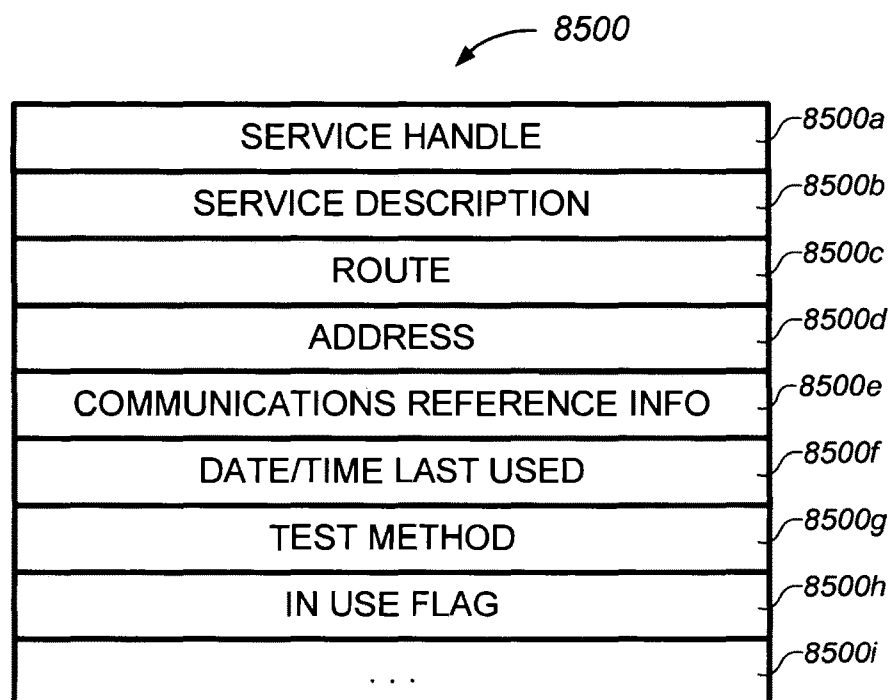 8500
SERVICE HANDLE 8500a
SERVICE DESCRIPTION 8500b
ROUTE 8500c
ADDRESS 8500d
COMMUNICATIONS REFERENCE INFO 8500e
DATE/TIME LAST USED 8500f
TEST METHOD 8500g
IN USE FLAG 8500h
. . . 8500i